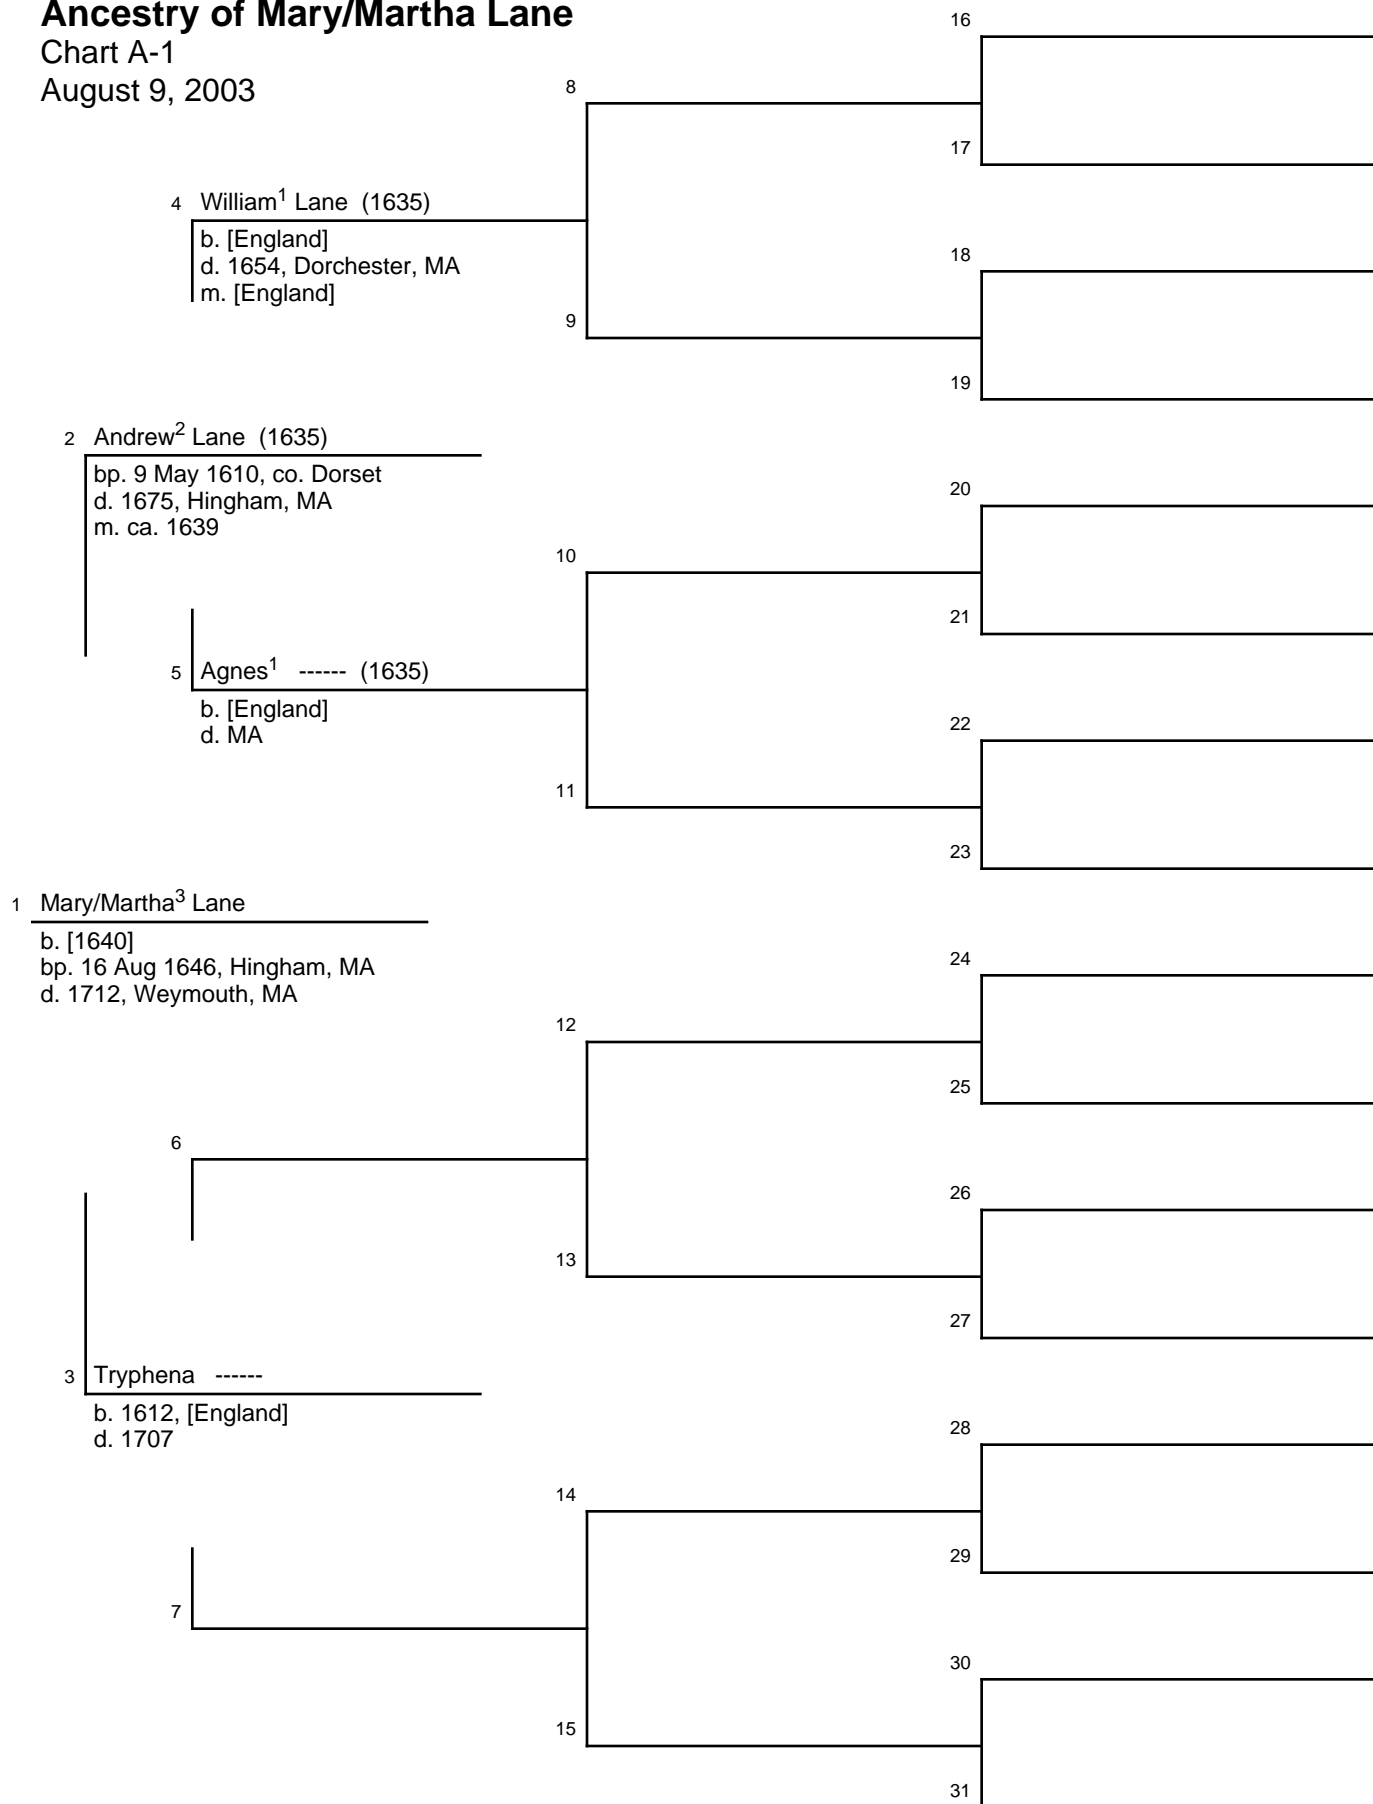 Ancestry of Mary/Martha Lane
Chart A-1
August 9, 2003
16
8
17
4 William¹ Lane (1635)
b. [England]
d. 1654, Dorchester, MA
m. [England]
18
9
19
2 Andrew² Lane (1635)
bp. 9 May 1610, co. Dorset
d. 1675, Hingham, MA
m. ca. 1639
20
10
21
5 Agnes¹ ------ (1635)
b. [England]
d. MA
22
11
23
1 Mary/Martha³ Lane
b. [1640]
bp. 16 Aug 1646, Hingham, MA
d. 1712, Weymouth, MA
24
12
25
6
26
13
27
3 Tryphena ------
b. 1612, [England]
d. 1707
28
14
29
7
30
15
31